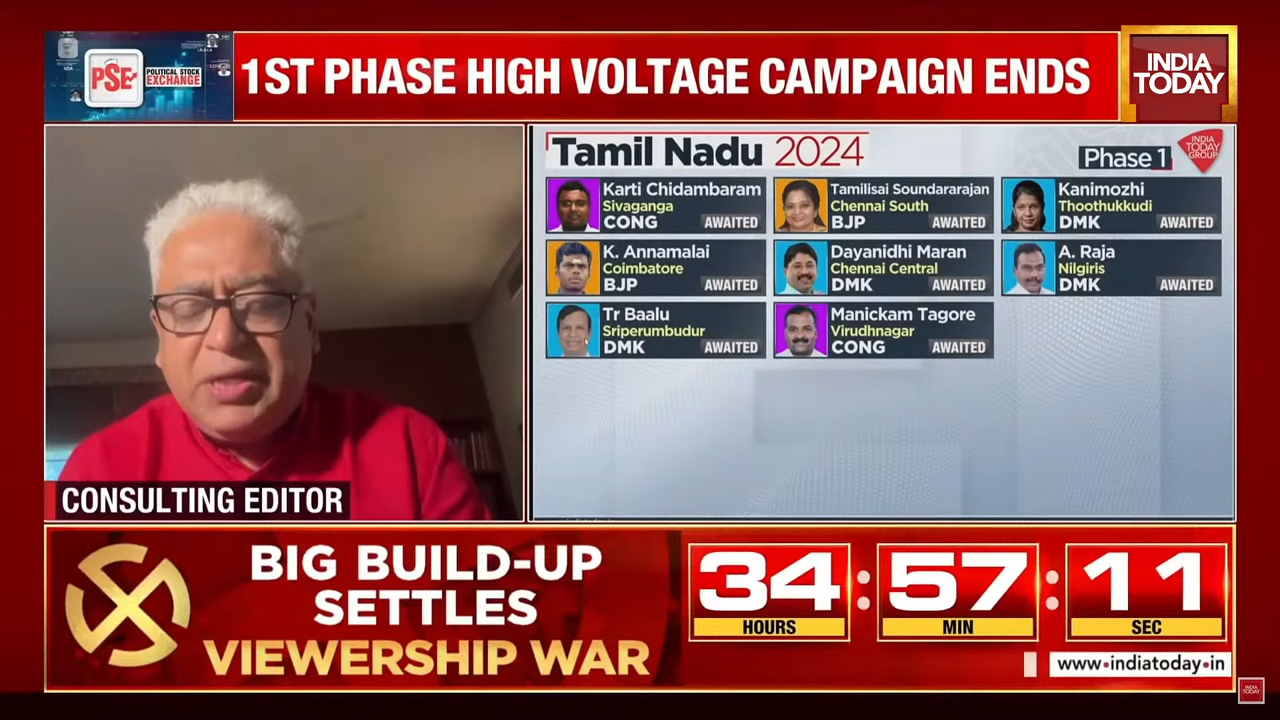 PSE
POLITICAL STOCK
EXCHANGE
1ST PHASE HIGH VOLTAGE CAMPAIGN ENDS
INDIA
TODAY
Tamil Nadu 2024
Phase 1
INDIA
TODAY
GROUP
Karti Chidambaram
Sivaganga
CONG AWAITED
Tamilisai Soundararajan
Chennai South
BJP AWAITED
Kanimozhi
Thoothukkudi
DMK AWAITED
K. Annamalai
Coimbatore
BJP AWAITED
Dayanidhi Maran
Chennai Central
DMK AWAITED
A. Raja
Nilgiris
DMK AWAITED
Tr Baalu
Sriperumbudur
DMK AWAITED
Manickam Tagore
Virudhnagar
CONG AWAITED
CONSULTING EDITOR
BIG BUILD-UP
SETTLES
VIEWERSHIP WAR
34 : 57 : 11
HOURS MIN SEC
www.indiatoday.in
INDIA
TODAY